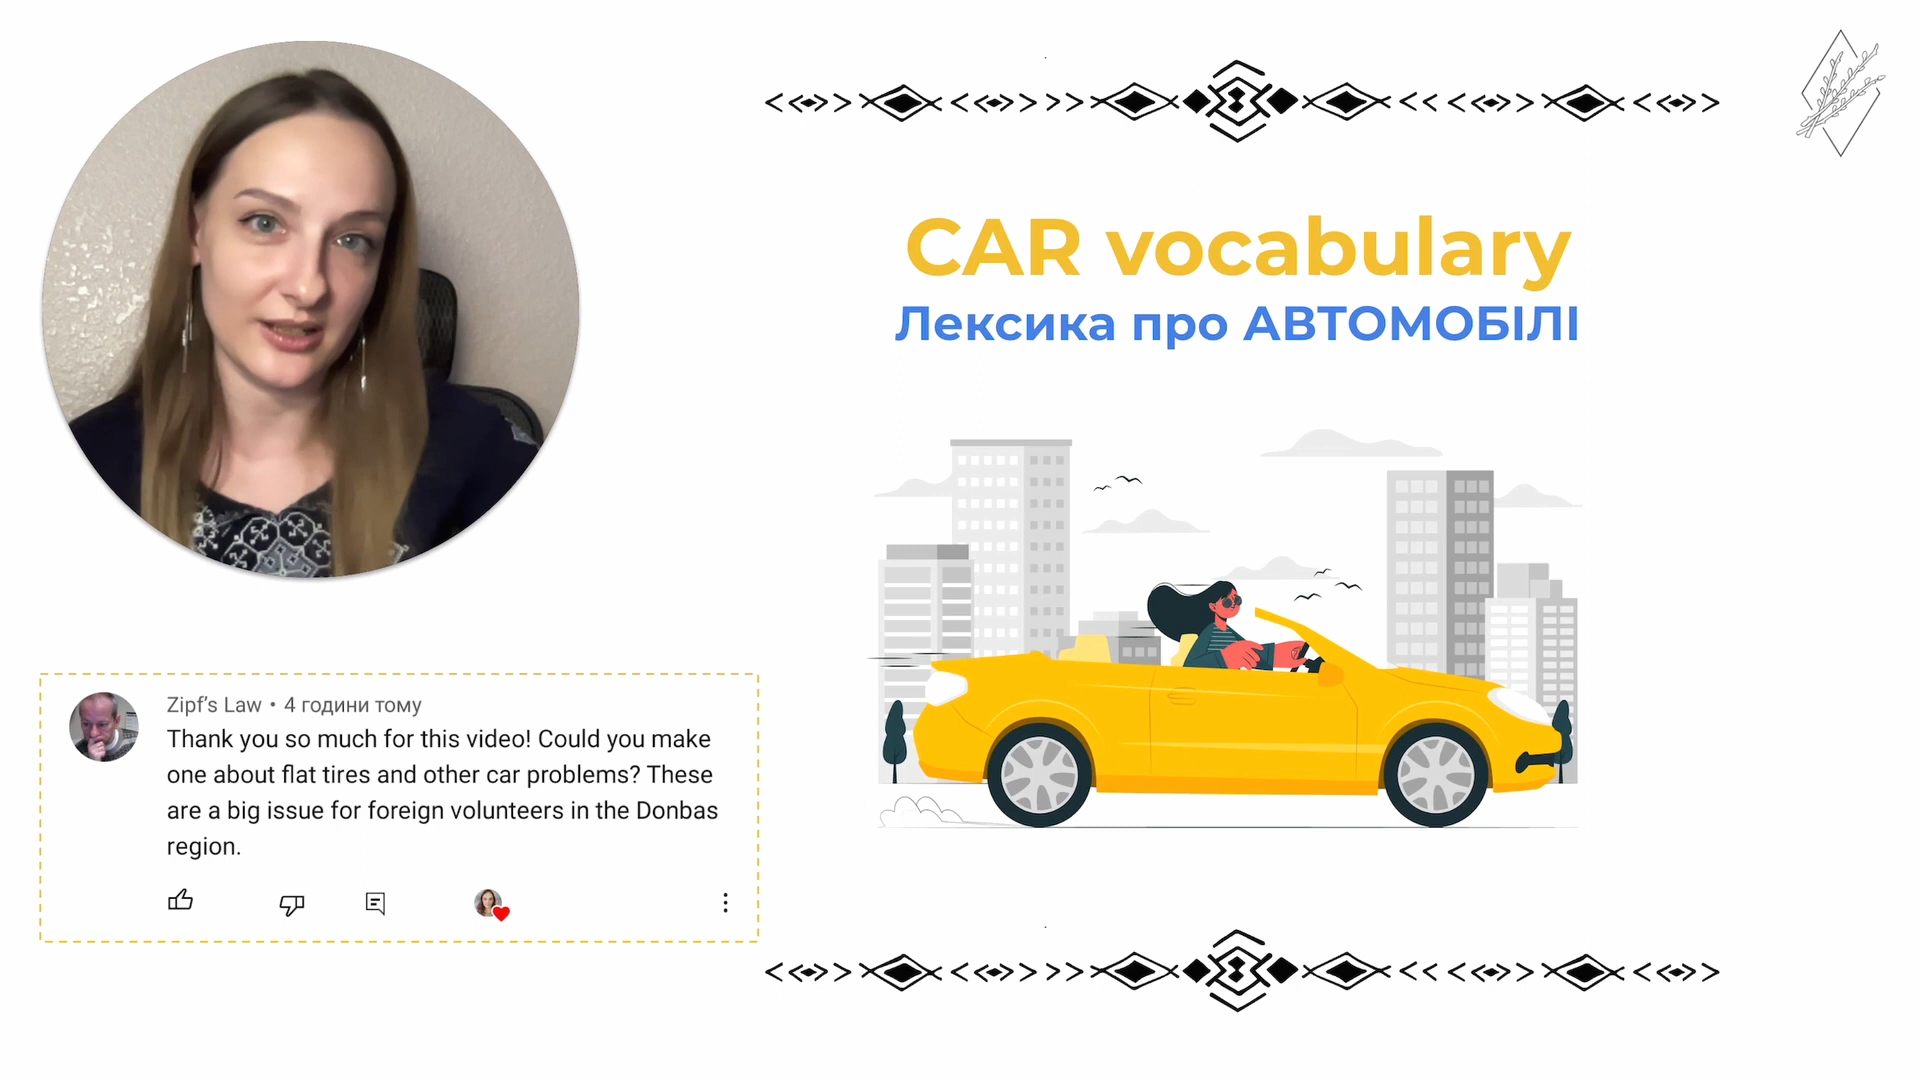 CAR vocabulary
Лексика про АВТОМОБІЛІ
Zipf’s Law • 4 години тому
Thank you so much for this video! Could you make
one about flat tires and other car problems? These
are a big issue for foreign volunteers in the Donbas
region.